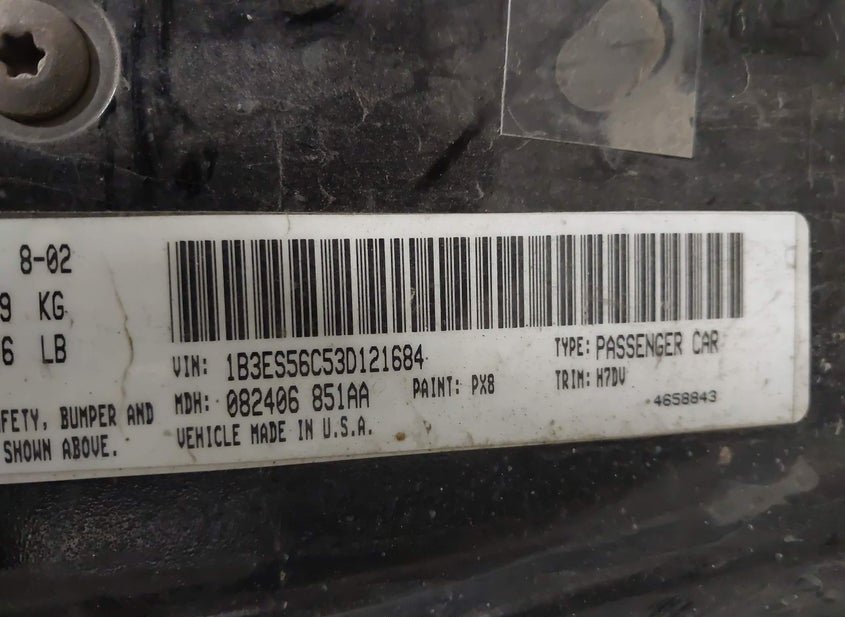 8-02
9 KG
6 LB
VIN: 1B3ES56C53D121684
TYPE: PASSENGER CAR
MDH: 082406 851AA
PAINT: PX8
TRIM: H7DV
FETY, BUMPER AND
4658843
SHOWN ABOVE.
VEHICLE MADE IN U.S.A.